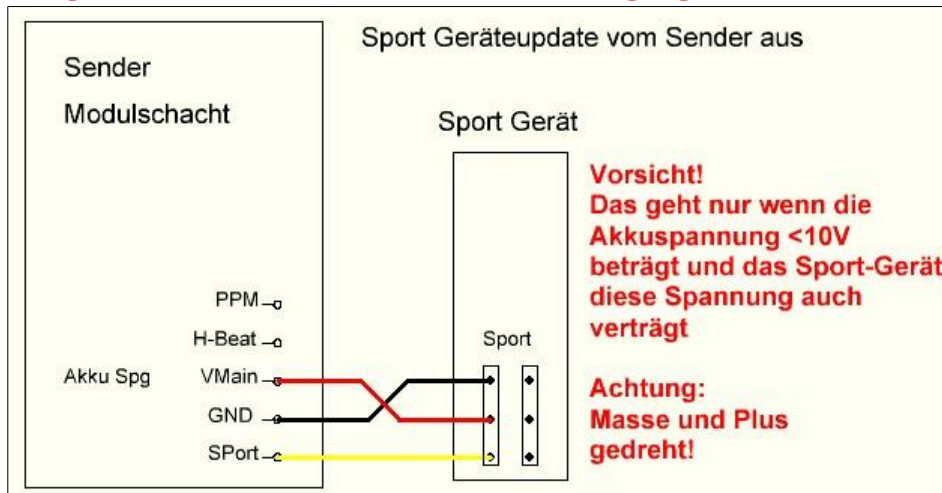 Sport Geräteupdate vom Sender aus
Sender
Modulschacht
Sport Gerät
Vorsicht!
Das geht nur wenn die
Akkuspannung <10V
beträgt und das Sport-Gerät
diese Spannung auch
verträgt
PPM
H-Beat
Sport
Akku Spg VMain
GND
SPort
Achtung:
Masse und Plus
gedreht!